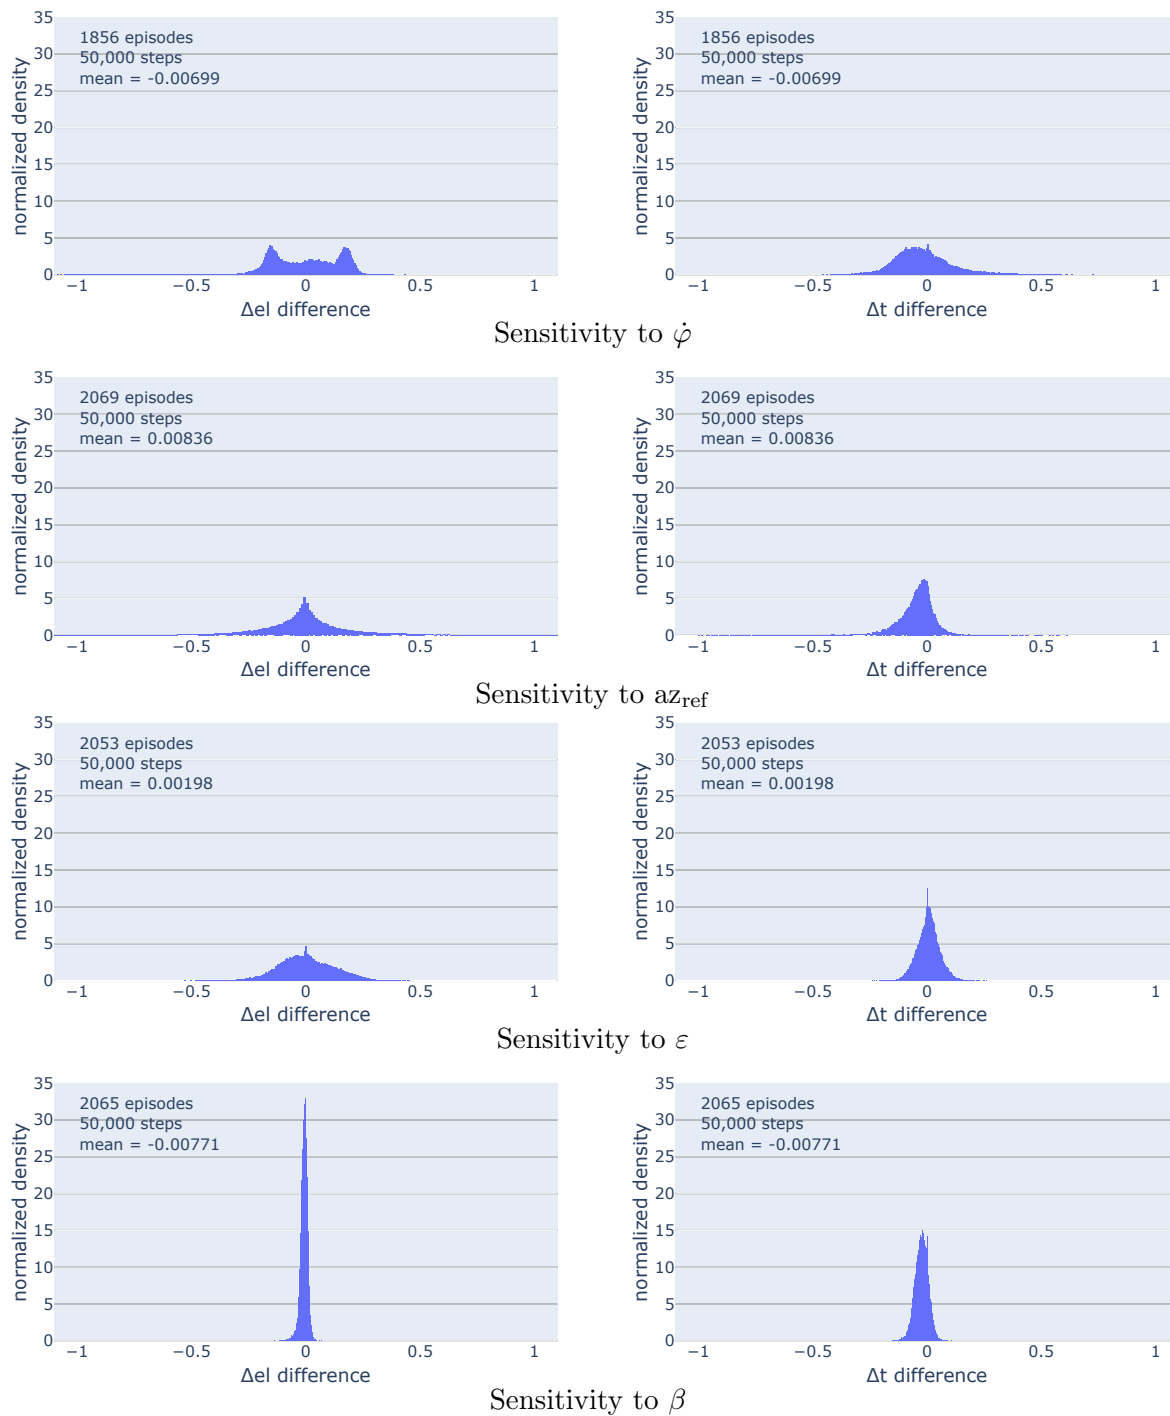 35
30
25
20
15
10
5
0
normalized density
1856 episodes
50,000 steps
mean = -0.00699
−1 −0.5 0 0.5 1
Δel difference
35
30
25
20
15
10
5
0
normalized density
1856 episodes
50,000 steps
mean = -0.00699
−1 −0.5 0 0.5 1
Δt difference
Sensitivity to φ̇
35
30
25
20
15
10
5
0
normalized density
2069 episodes
50,000 steps
mean = 0.00836
−1 −0.5 0 0.5 1
Δel difference
35
30
25
20
15
10
5
0
normalized density
2069 episodes
50,000 steps
mean = 0.00836
−1 −0.5 0 0.5 1
Δt difference
Sensitivity to az_ref
35
30
25
20
15
10
5
0
normalized density
2053 episodes
50,000 steps
mean = 0.00198
−1 −0.5 0 0.5 1
Δel difference
35
30
25
20
15
10
5
0
normalized density
2053 episodes
50,000 steps
mean = 0.00198
−1 −0.5 0 0.5 1
Δt difference
Sensitivity to ε
35
30
25
20
15
10
5
0
normalized density
2065 episodes
50,000 steps
mean = -0.00771
−1 −0.5 0 0.5 1
Δel difference
35
30
25
20
15
10
5
0
normalized density
2065 episodes
50,000 steps
mean = -0.00771
−1 −0.5 0 0.5 1
Δt difference
Sensitivity to β